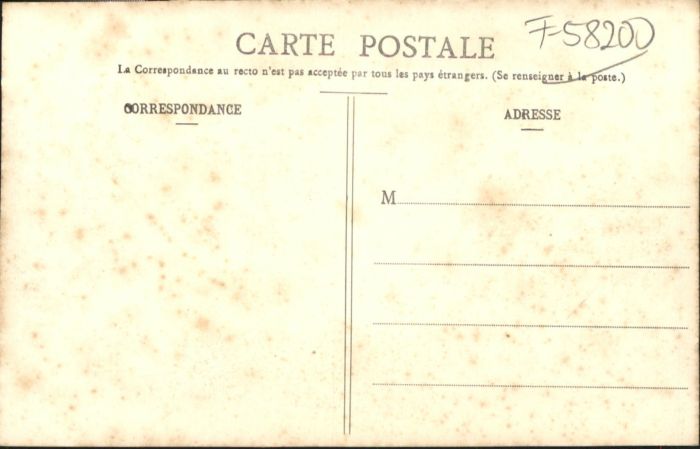 F-58200
CARTE POSTALE
La Correspondance au recto n'est pas acceptée par tous les pays étrangers. (Se renseigner à la poste.)
CORRESPONDANCE
ADRESSE
M